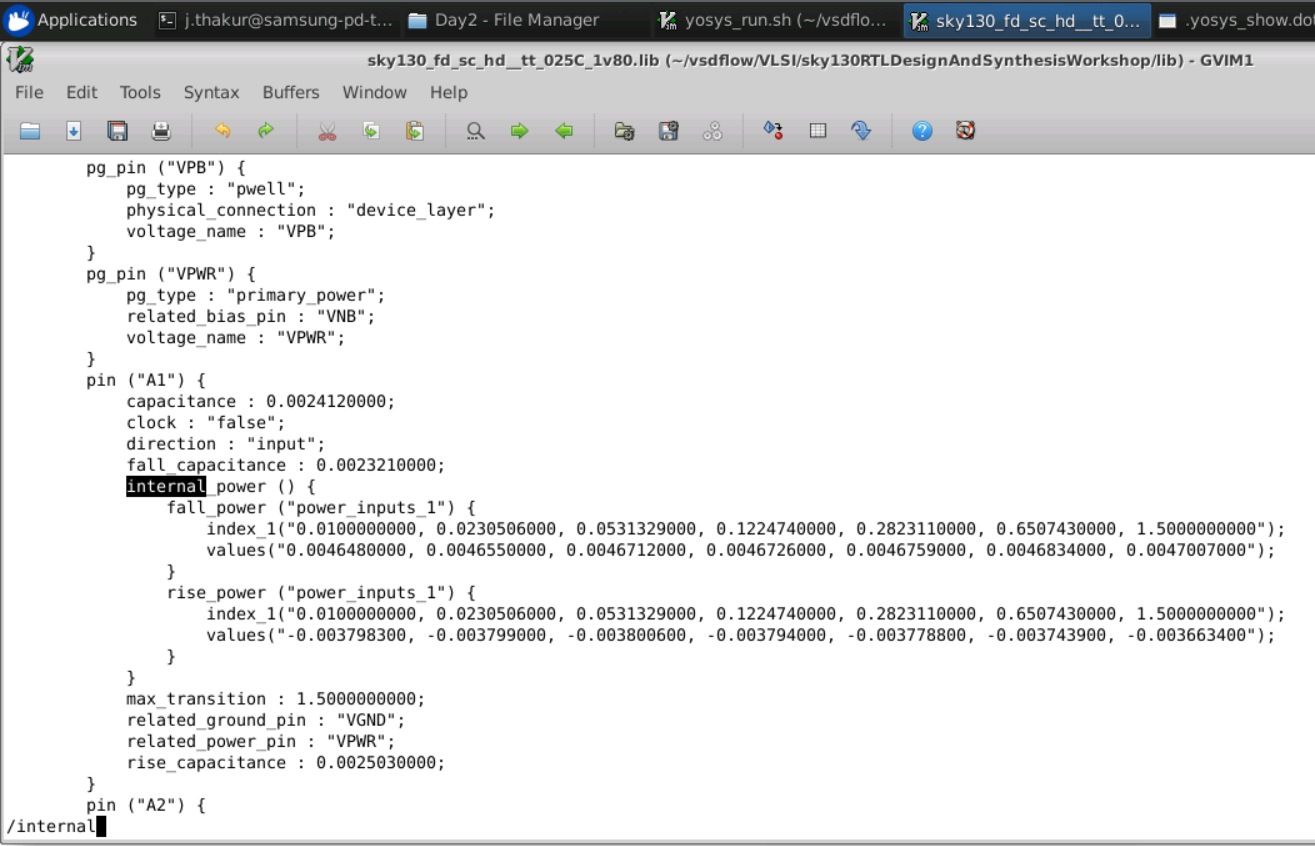 Applications j.thakur@samsung-pd-t... Day2 - File Manager yosys_run.sh (~/vsdflo... sky130_fd_sc_hd__tt_0... .yosys_show.dot
sky130_fd_sc_hd__tt_025C_1v80.lib (~/vsdflow/VLSI/sky130RTLDesignAndSynthesisWorkshop/lib) - GVIM1
File Edit Tools Syntax Buffers Window Help
pg_pin ("VPB") {
pg_type : "pwell";
physical_connection : "device_layer";
voltage_name : "VPB";
}
pg_pin ("VPWR") {
pg_type : "primary_power";
related_bias_pin : "VNB";
voltage_name : "VPWR";
}
pin ("A1") {
capacitance : 0.0024120000;
clock : "false";
direction : "input";
fall_capacitance : 0.0023210000;
internal_power () {
fall_power ("power_inputs_1") {
index_1("0.0100000000, 0.0230506000, 0.0531329000, 0.1224740000, 0.2823110000, 0.6507430000, 1.5000000000");
values("0.0046480000, 0.0046550000, 0.0046712000, 0.0046726000, 0.0046759000, 0.0046834000, 0.0047007000");
}
rise_power ("power_inputs_1") {
index_1("0.0100000000, 0.0230506000, 0.0531329000, 0.1224740000, 0.2823110000, 0.6507430000, 1.5000000000");
values("-0.003798300, -0.003799000, -0.003800600, -0.003794000, -0.003778800, -0.003743900, -0.003663400");
}
}
max_transition : 1.5000000000;
related_ground_pin : "VGND";
related_power_pin : "VPWR";
rise_capacitance : 0.0025030000;
}
pin ("A2") {
/internal